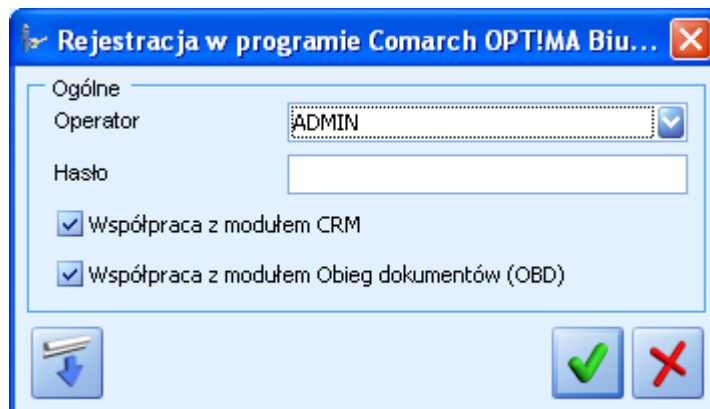 Rejestracja w programie Comarch OPT!MA Biu...
Ogólne
Operator
ADMIN
Hasło
Współpraca z modułem CRM
Współpraca z modułem Obieg dokumentów (OBD)